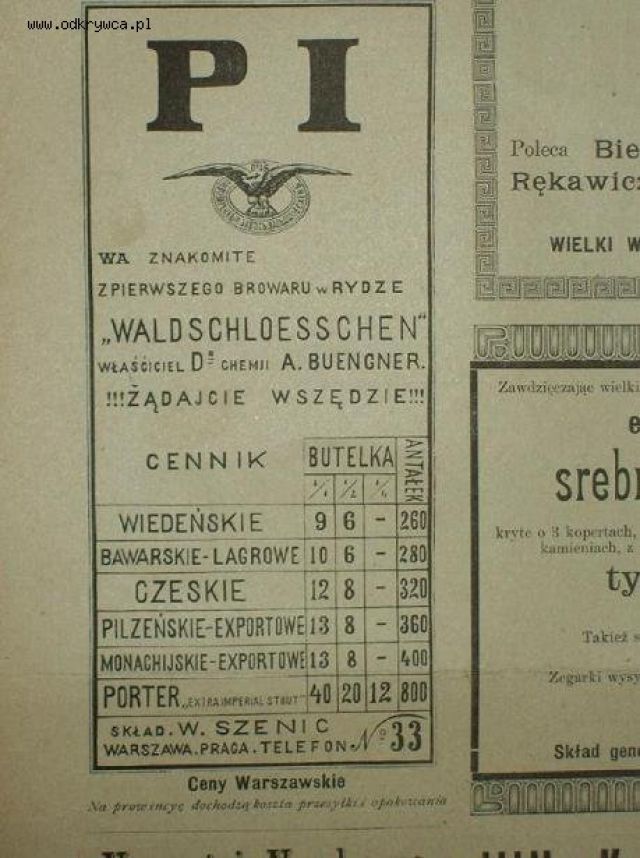 www.odkrywca.pl
PI
WA ZNAKOMITE
Z PIERWSZEGO BROWARU W RYDZE
„WALDSCHLOESSCHEN"
WŁAŚCICIEL DR CHEMJI A. BUENGNER.
!!!ŻĄDAJCIE WSZĘDZIE!!!
CENNIK BUTELKA ANTAŁEK
1/1 1/2 1/4
WIEDEŃSKIE 9 6 - 260
BAWARSKIE-LAGROWE 10 6 - 280
CZESKIE 12 8 - 320
PILZEŃSKIE-EXPORTOWE 13 8 - 360
MONACHIJSKIE-EXPORTOWE 13 8 - 400
PORTER „EXTRA IMPERIAL STOUT" 40 20 12 800
SKŁAD. W. SZENIC
WARSZAWA. PRAGA. TELEFON No 33
Ceny Warszawskie
Na prowincyę dochodzą koszta przesyłki i opakowania
Poleca Bie
Rękawicz
WIELKI W
Zawdzięczając wielki
e
srebr
kryte o 3 kopertach,
kamieniach, z
ty
Takież s
Zegarki wysy
Skład gene